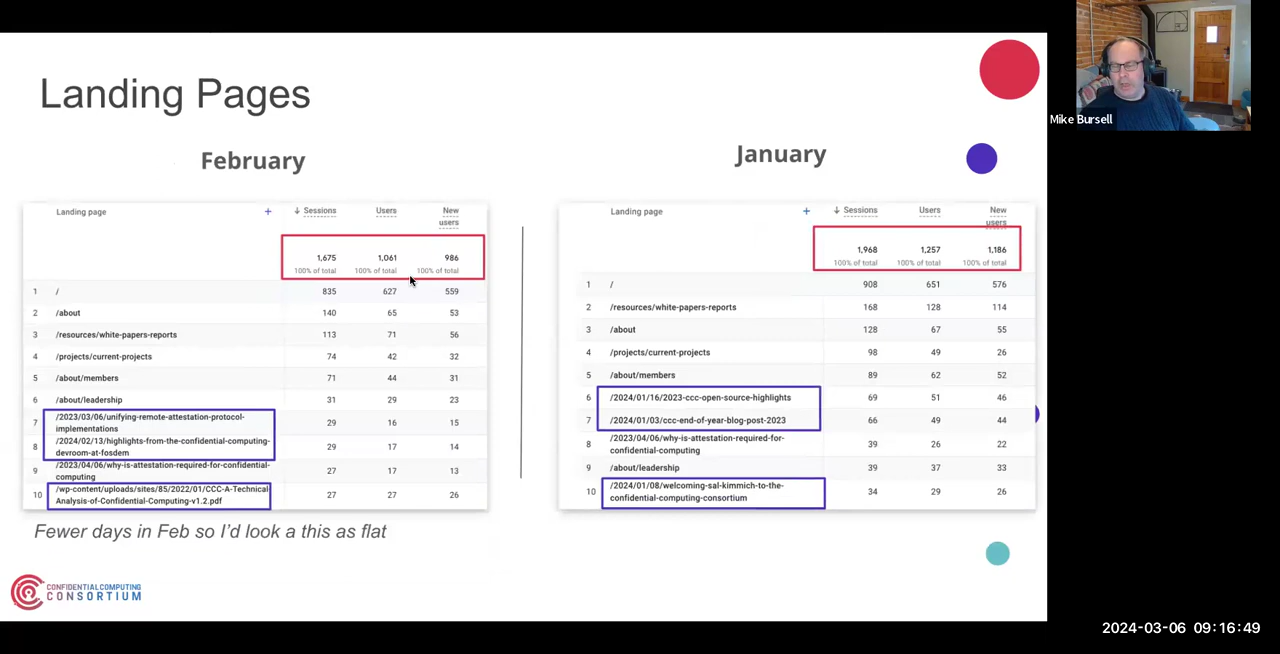 Landing Pages
February
Landing page + ↓ Sessions Users New users
1,675 1,061 986
100% of total 100% of total 100% of total
1 / 835 627 559
2 /about 140 65 53
3 /resources/white-papers-reports 113 71 56
4 /projects/current-projects 74 42 32
5 /about/members 71 44 31
6 /about/leadership 31 29 23
7 /2023/03/06/unifying-remote-attestation-protocol-
implementations 29 16 15
8 /2024/02/13/highlights-from-the-confidential-computing-
devroom-at-fosdem 29 17 14
9 /2023/04/06/why-is-attestation-required-for-confidential-
computing 27 17 13
10 /wp-content/uploads/sites/85/2022/01/CCC-A-Technical-
Analysis-of-Confidential-Computing-v1.2.pdf 27 27 26
Fewer days in Feb so I'd look a this as flat
January
Landing page + ↓ Sessions Users New users
1,968 1,257 1,186
100% of total 100% of total 100% of total
1 / 908 651 576
2 /resources/white-papers-reports 168 128 114
3 /about 128 67 55
4 /projects/current-projects 98 49 26
5 /about/members 89 62 52
6 /2024/01/16/2023-ccc-open-source-highlights 69 51 46
7 /2024/01/03/ccc-end-of-year-blog-post-2023 66 49 44
8 /2023/04/06/why-is-attestation-required-for-
confidential-computing 39 26 22
9 /about/leadership 39 37 33
10 /2024/01/08/welcoming-sal-kimmich-to-the-
confidential-computing-consortium 34 29 26
CONFIDENTIAL COMPUTING
CONSORTIUM
Mike Bursell
2024-03-06 09:16:49